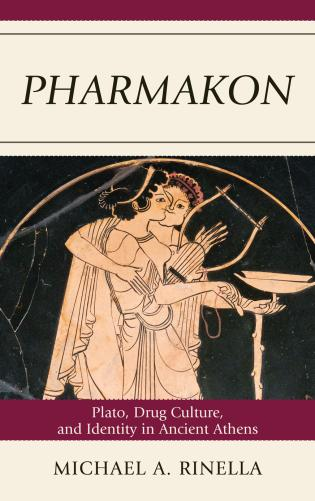 PHARMAKON
Plato, Drug Culture,
and Identity in Ancient Athens
MICHAEL A. RINELLA